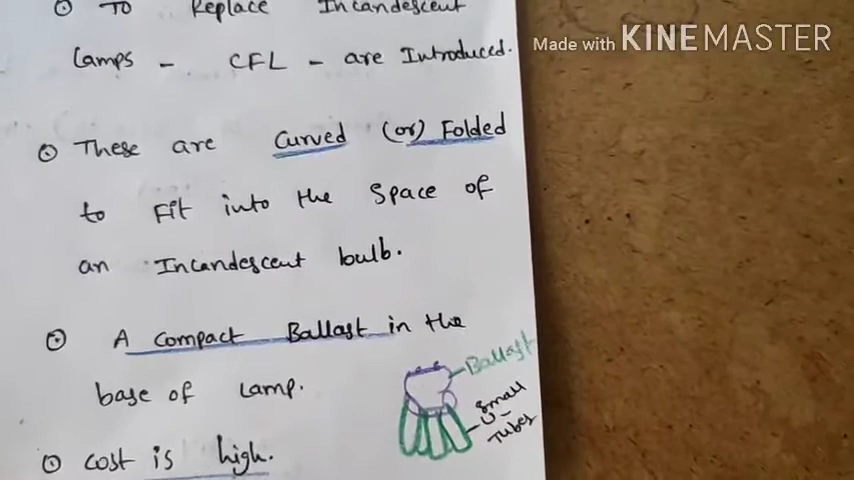 ⊙ To Replace Incandescent
Lamps - CFL - are Introduced.
⊙ These are Curved (or) Folded
to Fit into the Space of
an Incandescent bulb.
⊙ A compact Ballast in the
base of Lamp.
Ballast
Small
Tubes
⊙ Cost is high.
Made with KINEMASTER